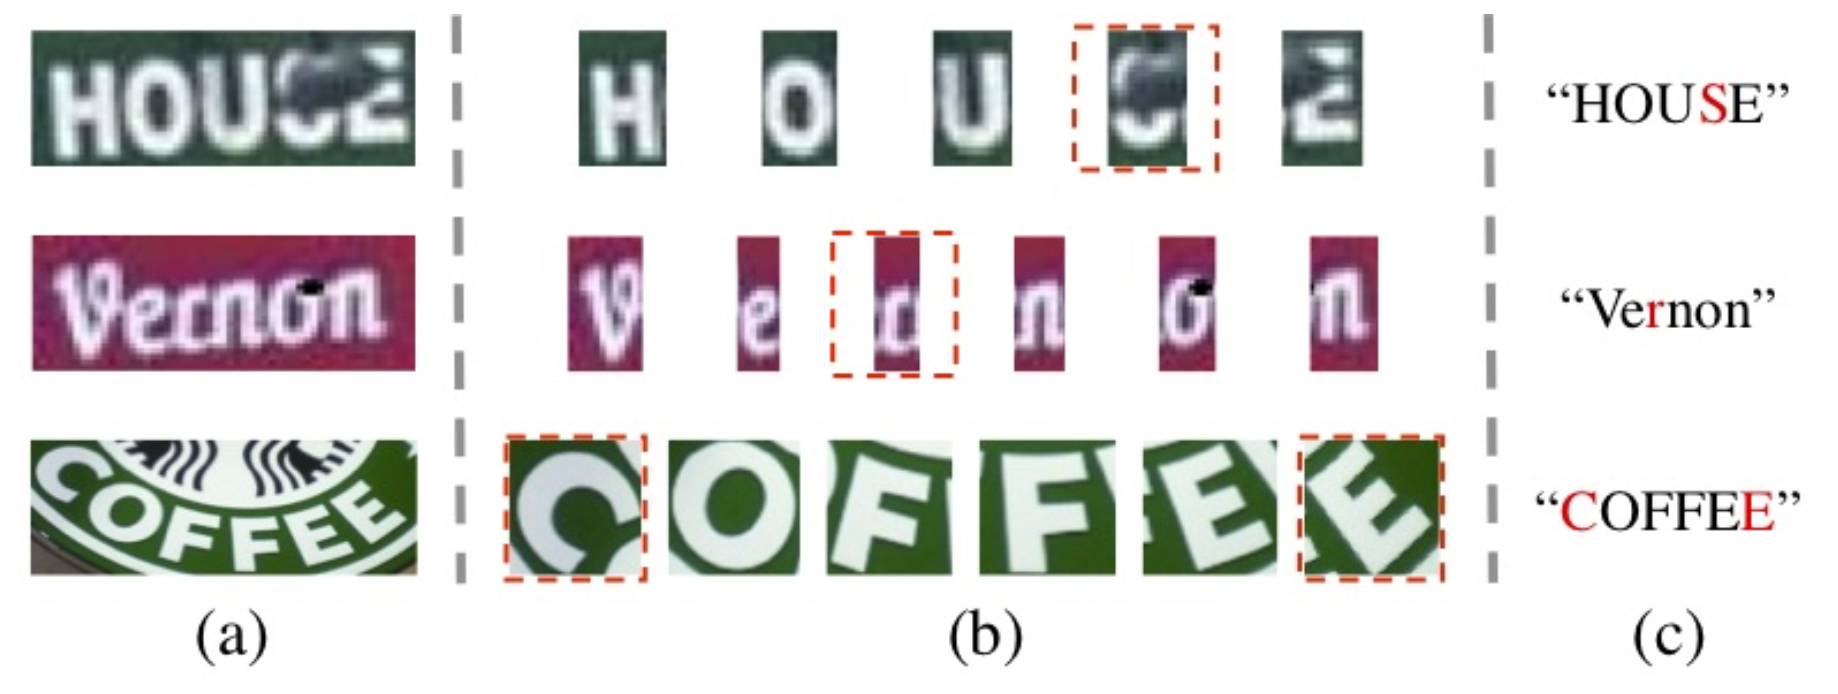 HOUSE H O U S E “HOUSE”
Vernon V e r n o n “Vernon”
COFFEE C O F F E E “COFFEE”
(a) (b) (c)